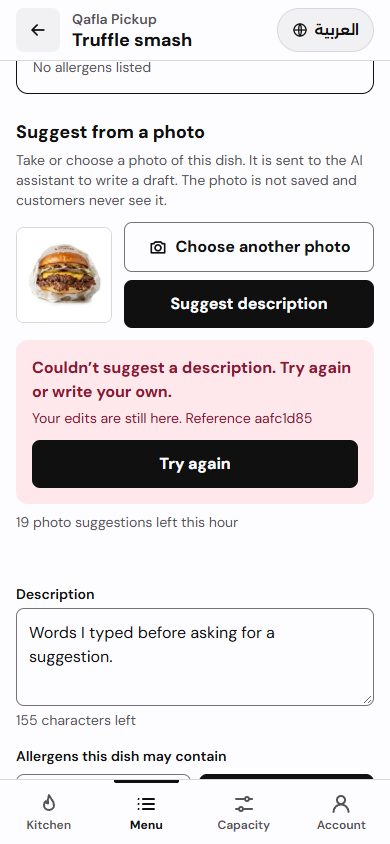 Qafla Pickup
Truffle smash
العربية
No allergens listed
Suggest from a photo
Take or choose a photo of this dish. It is sent to the AI
assistant to write a draft. The photo is not saved and
customers never see it.
Choose another photo
Suggest description
Couldn’t suggest a description. Try again
or write your own.
Your edits are still here. Reference aafc1d85
Try again
19 photo suggestions left this hour
Description
Words I typed before asking for a
suggestion.
155 characters left
Allergens this dish may contain
Kitchen
Menu
Capacity
Account